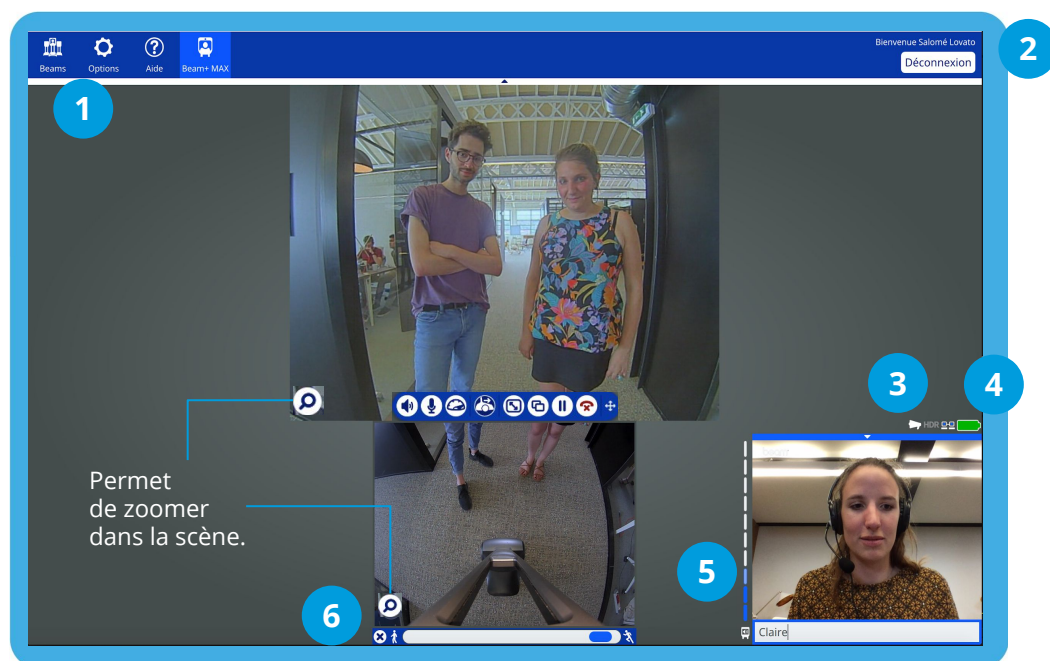 Beams
Options
Aide
Beam+ MAX
Bienvenue Salomé Lovato
Déconnexion
1
2
3
4
HDR
Permet
de zoomer
dans la scène.
5
6
Claire